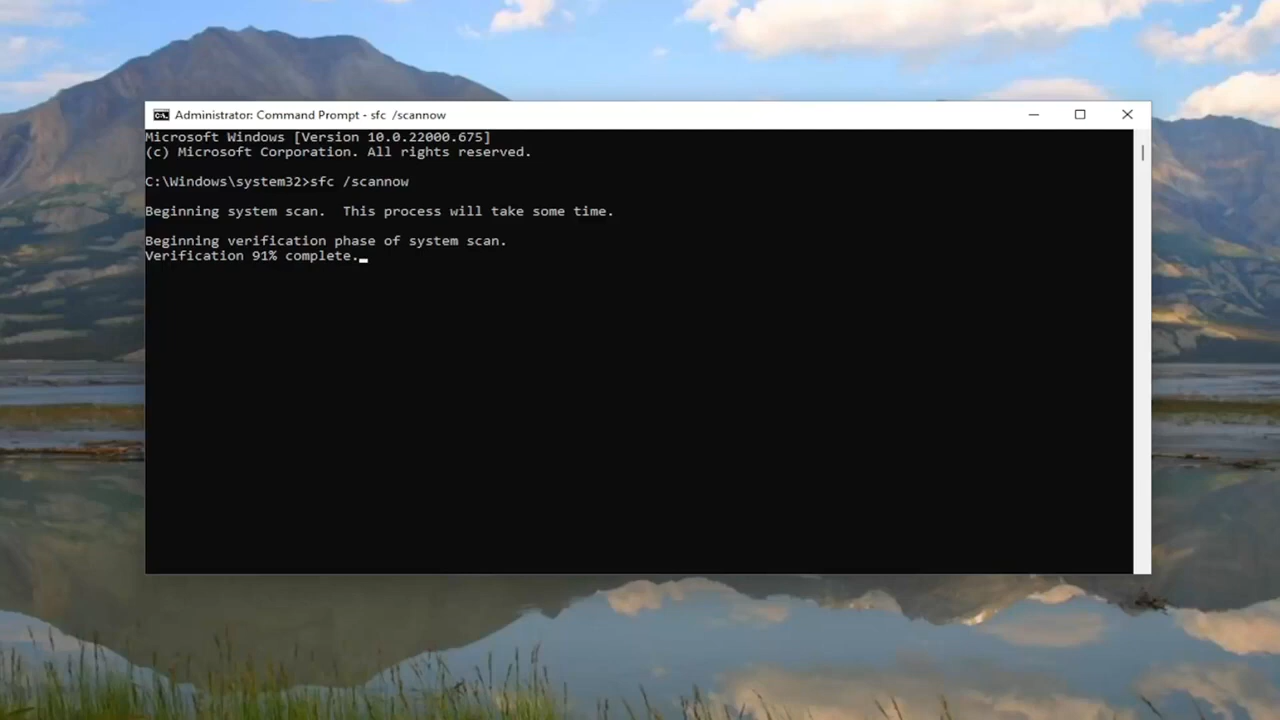 Administrator: Command Prompt - sfc  /scannow
Microsoft Windows [Version 10.0.22000.675]
(c) Microsoft Corporation. All rights reserved.
C:\Windows\system32>sfc /scannow
Beginning system scan.  This process will take some time.
Beginning verification phase of system scan.
Verification 91% complete.